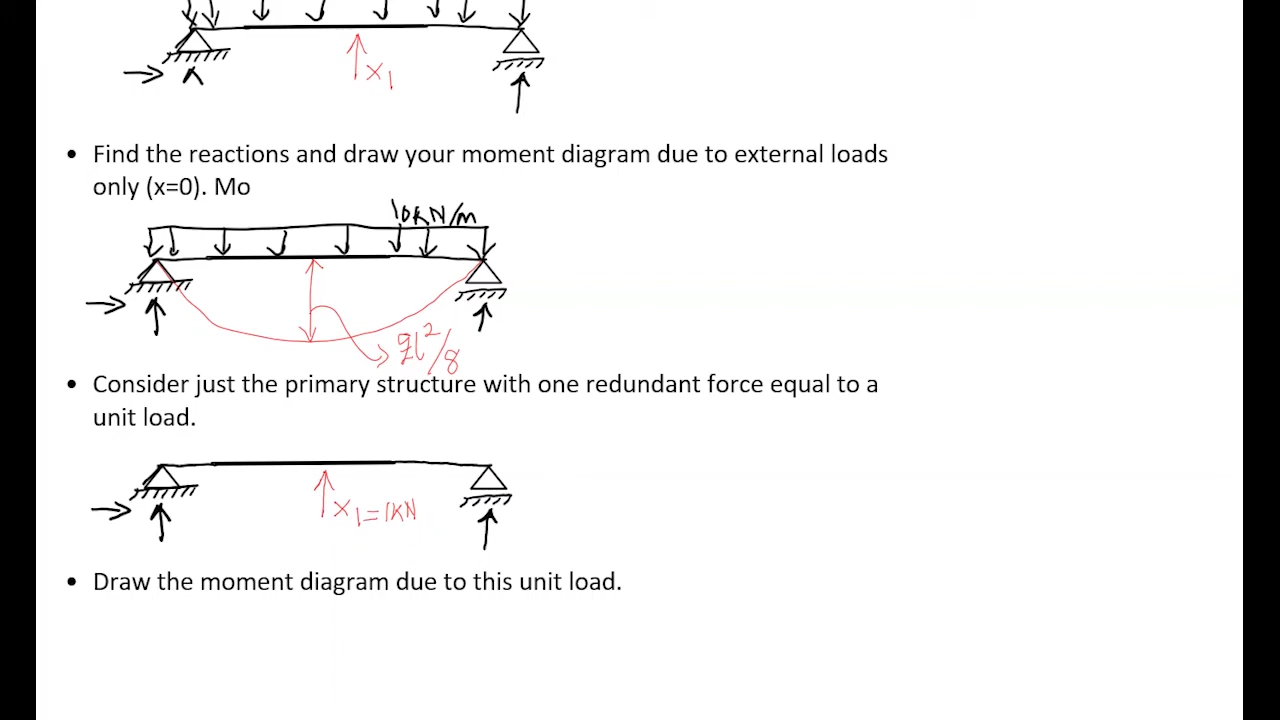 X1
• Find the reactions and draw your moment diagram due to external loads
only (x=0). Mo
10kN/m
ql²/8
• Consider just the primary structure with one redundant force equal to a
unit load.
X1=1KN
• Draw the moment diagram due to this unit load.